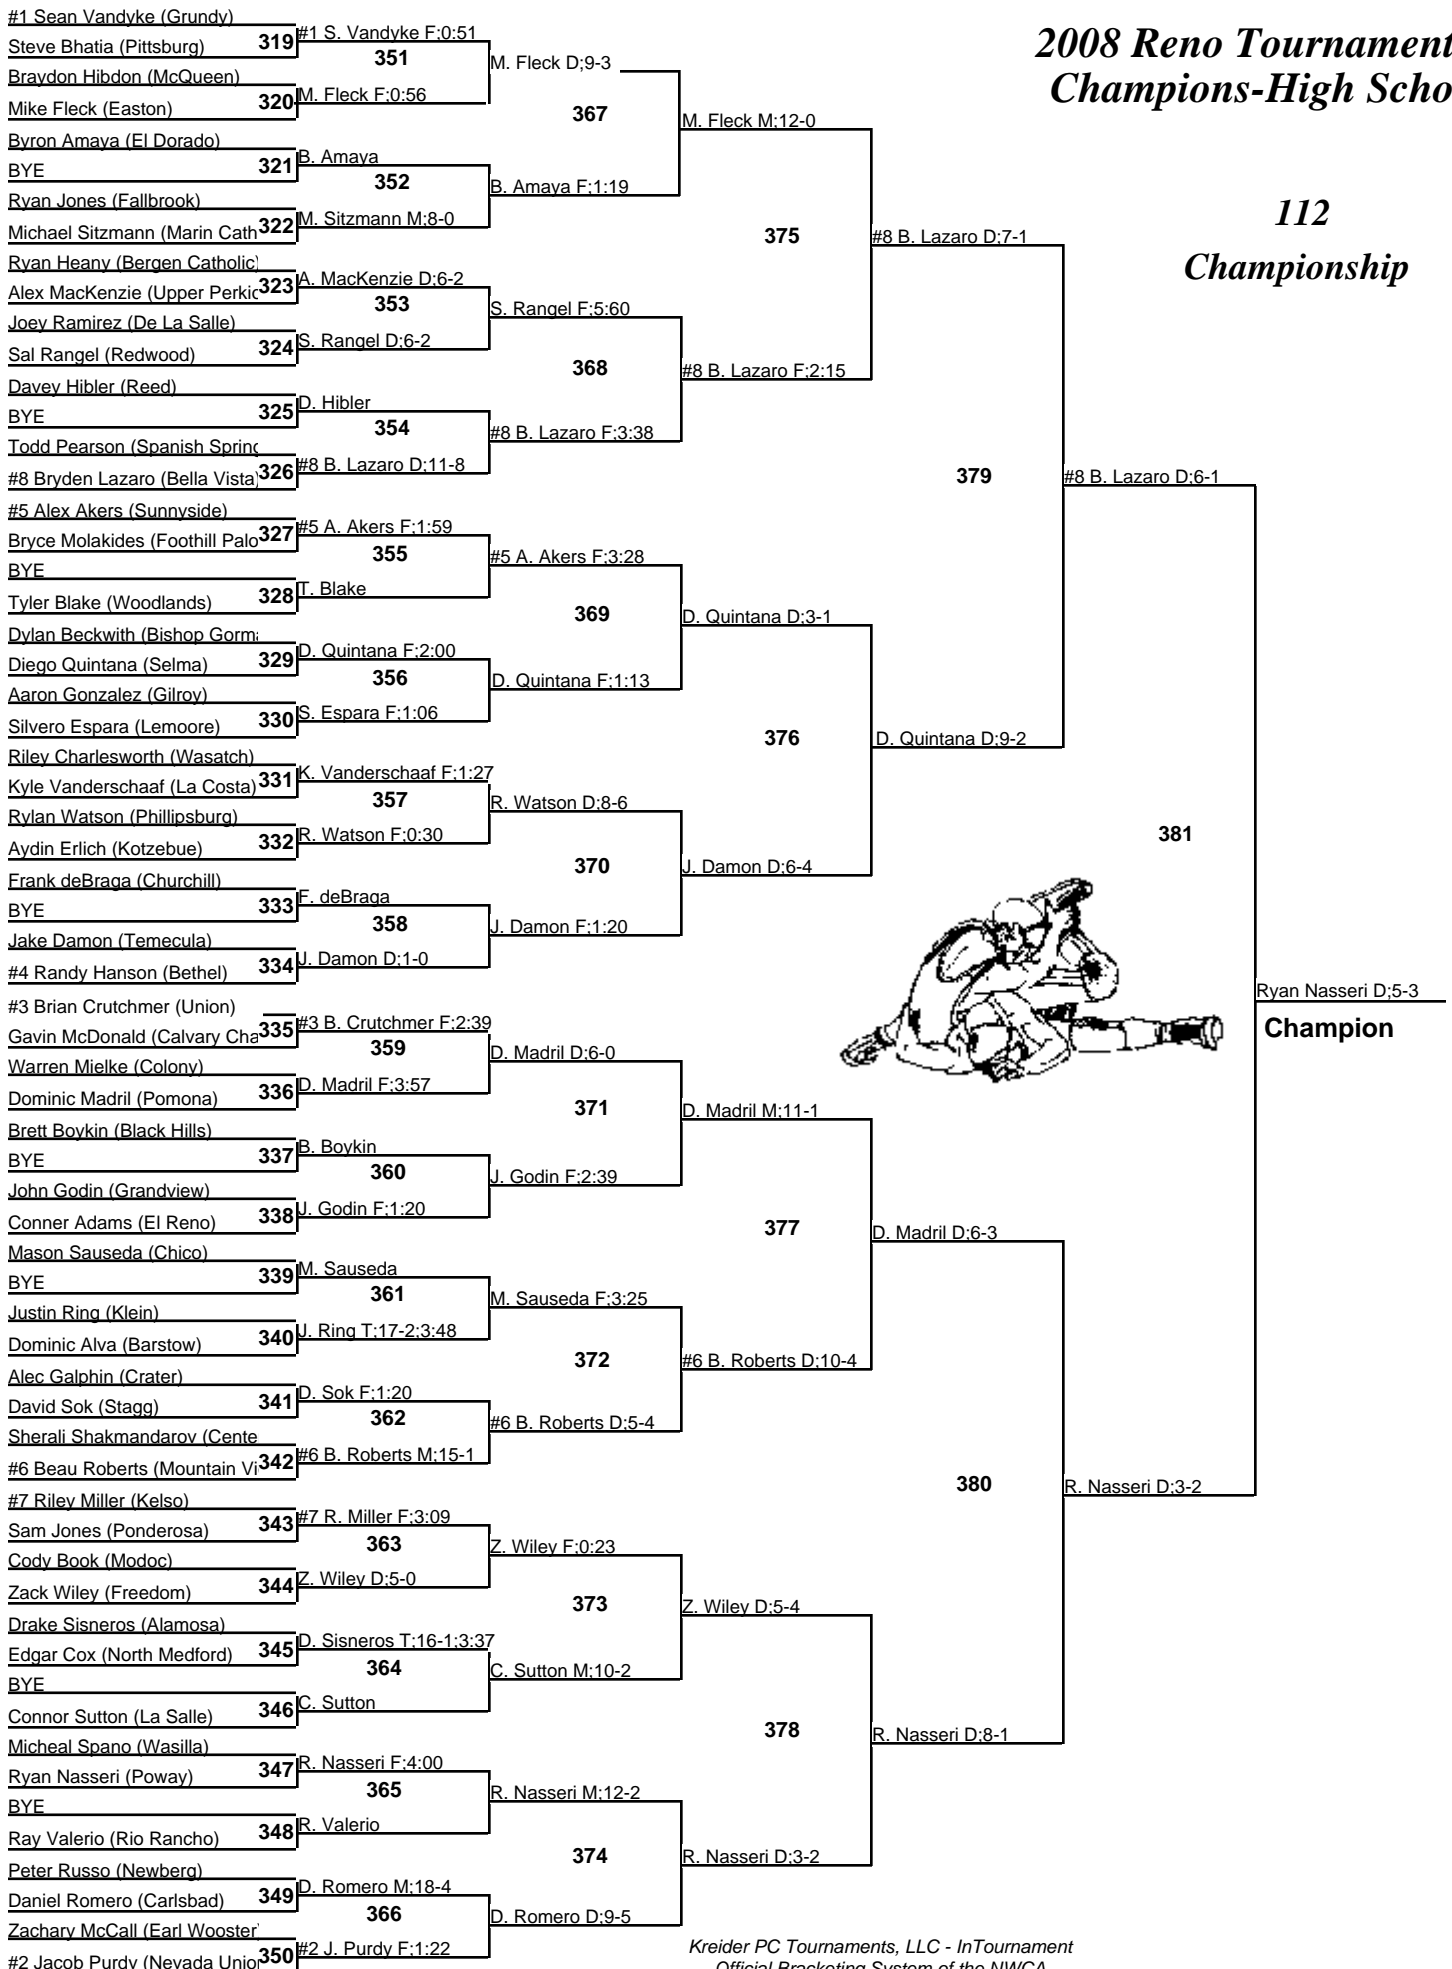 2008 Reno Tournament
Champions-High Scho
112
Championship
#1 Sean Vandyke (Grundy)
Steve Bhatia (Pittsburg)
319
#1 S. Vandyke F;0:51
351
Braydon Hibdon (McQueen)
Mike Fleck (Easton)
320
M. Fleck F;0:56
M. Fleck D;9-3
367
Byron Amaya (El Dorado)
BYE
321
B. Amaya
352
Ryan Jones (Fallbrook)
Michael Sitzmann (Marin Cath
322
M. Sitzmann M;8-0
B. Amaya F;1:19
M. Fleck M;12-0
375
Ryan Heany (Bergen Catholic)
Alex MacKenzie (Upper Perkio
323
A. MacKenzie D;6-2
353
Joey Ramirez (De La Salle)
Sal Rangel (Redwood)
324
S. Rangel D;6-2
S. Rangel F;5:60
368
Davey Hibler (Reed)
BYE
325
D. Hibler
354
Todd Pearson (Spanish Spring
#8 Bryden Lazaro (Bella Vista)
326
#8 B. Lazaro D;11-8
#8 B. Lazaro F;3:38
#8 B. Lazaro F;2:15
#8 B. Lazaro D;7-1
379
#5 Alex Akers (Sunnyside)
Bryce Molakides (Foothill Palo
327
#5 A. Akers F;1:59
355
BYE
Tyler Blake (Woodlands)
328
T. Blake
#5 A. Akers F;3:28
369
Dylan Beckwith (Bishop Gorma
Diego Quintana (Selma)
329
D. Quintana F;2:00
356
Aaron Gonzalez (Gilroy)
Silvero Espara (Lemoore)
330
S. Espara F;1:06
D. Quintana F;1:13
D. Quintana D;3-1
376
Riley Charlesworth (Wasatch)
Kyle Vanderschaaf (La Costa)
331
K. Vanderschaaf F;1:27
357
Rylan Watson (Phillipsburg)
Aydin Erlich (Kotzebue)
332
R. Watson F;0:30
R. Watson D;8-6
370
Frank deBraga (Churchill)
BYE
333
F. deBraga
358
Jake Damon (Temecula)
#4 Randy Hanson (Bethel)
334
J. Damon D;1-0
J. Damon F;1:20
J. Damon D;6-4
D. Quintana D;9-2
#8 B. Lazaro D;6-1
381
#3 Brian Crutchmer (Union)
Gavin McDonald (Calvary Cha
335
#3 B. Crutchmer F;2:39
359
Warren Mielke (Colony)
Dominic Madril (Pomona)
336
D. Madril F;3:57
D. Madril D;6-0
371
Brett Boykin (Black Hills)
BYE
337
B. Boykin
360
John Godin (Grandview)
Conner Adams (El Reno)
338
J. Godin F;1:20
J. Godin F;2:39
D. Madril M;11-1
377
Mason Sauseda (Chico)
BYE
339
M. Sauseda
361
Justin Ring (Klein)
Dominic Alva (Barstow)
340
J. Ring T;17-2;3:48
M. Sauseda F;3:25
372
Alec Galphin (Crater)
David Sok (Stagg)
341
D. Sok F;1:20
362
Sherali Shakmandarov (Cente
#6 Beau Roberts (Mountain Vi
342
#6 B. Roberts M;15-1
#6 B. Roberts D;5-4
#6 B. Roberts D;10-4
D. Madril D;6-3
380
#7 Riley Miller (Kelso)
Sam Jones (Ponderosa)
343
#7 R. Miller F;3:09
363
Cody Book (Modoc)
Zack Wiley (Freedom)
344
Z. Wiley D;5-0
Z. Wiley F;0:23
373
Drake Sisneros (Alamosa)
Edgar Cox (North Medford)
345
D. Sisneros T;16-1;3:37
364
BYE
Connor Sutton (La Salle)
346
C. Sutton
C. Sutton M;10-2
Z. Wiley D;5-4
378
Micheal Spano (Wasilla)
Ryan Nasseri (Poway)
347
R. Nasseri F;4:00
365
BYE
Ray Valerio (Rio Rancho)
348
R. Valerio
R. Nasseri M;12-2
374
Peter Russo (Newberg)
Daniel Romero (Carlsbad)
349
D. Romero M;18-4
366
Zachary McCall (Earl Wooster)
#2 Jacob Purdy (Nevada Union
350
#2 J. Purdy F;1:22
D. Romero D;9-5
R. Nasseri D;3-2
R. Nasseri D;8-1
R. Nasseri D;3-2
Ryan Nasseri D;5-3
Champion
Kreider PC Tournaments, LLC - InTournament
Official Bracketing System of the NWCA